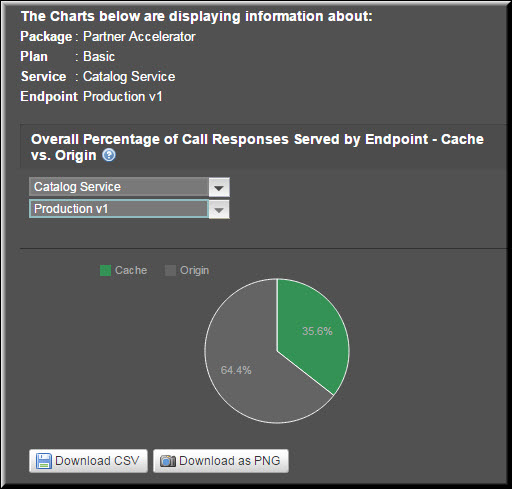 The Charts below are displaying information about:
Package : Partner Accelerator
Plan : Basic
Service : Catalog Service
Endpoint Production v1
Overall Percentage of Call Responses Served by Endpoint - Cache
vs. Origin ?
Catalog Service
Production v1
Cache Origin
35.6%
64.4%
Download CSV Download as PNG